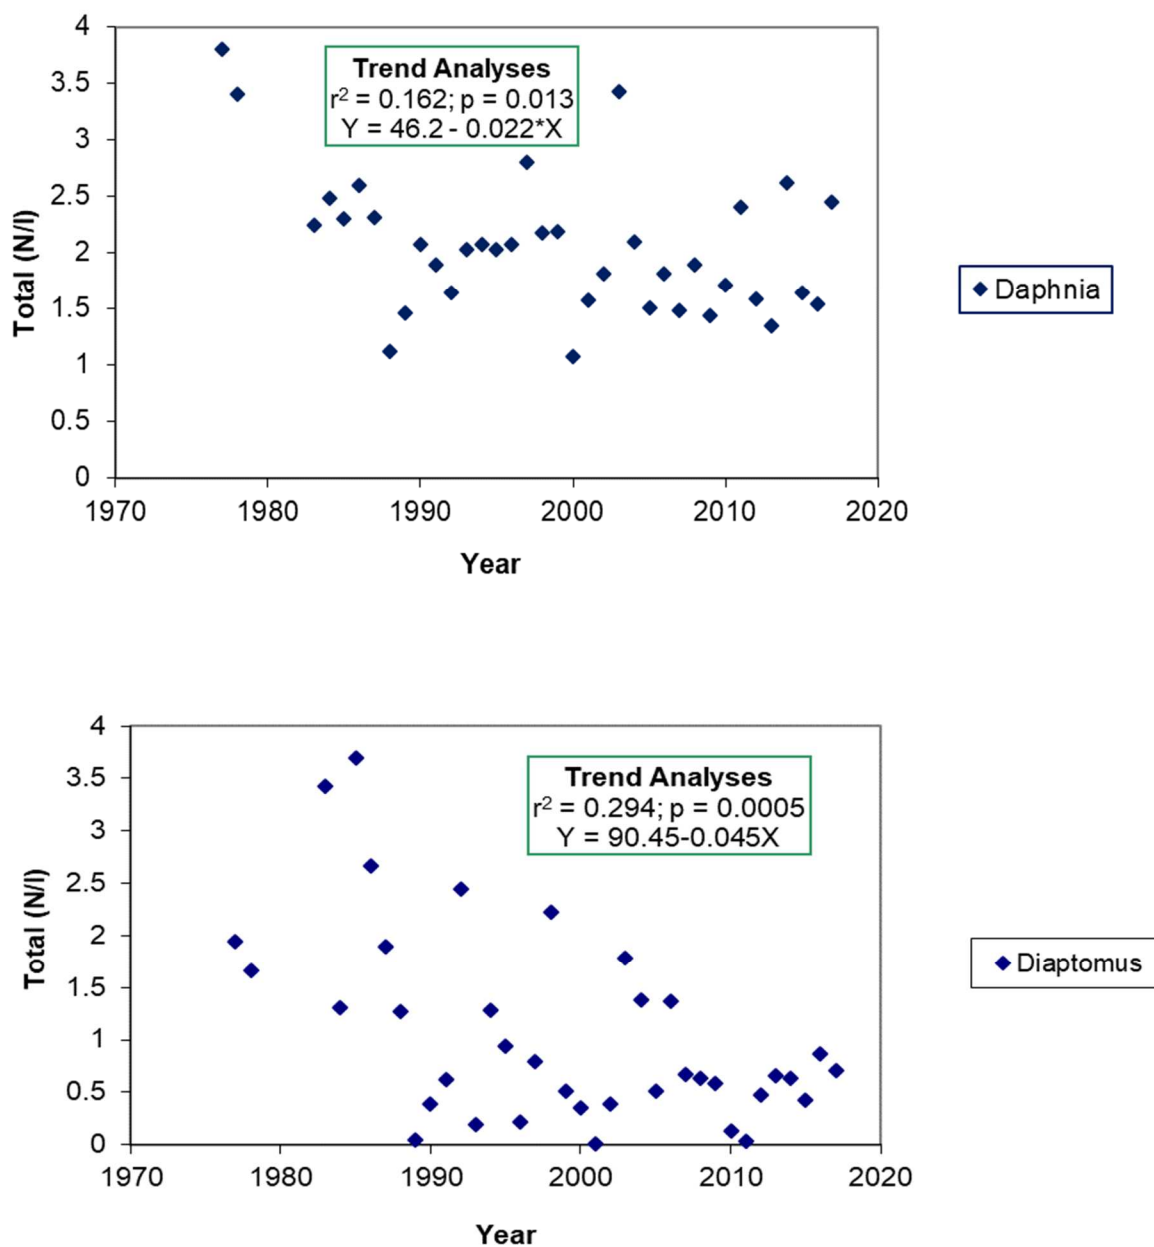 4
3.5
3
2.5
2
1.5
1
0.5
0
Total (N/l)
Trend Analyses
r² = 0.162; p = 0.013
Y = 46.2 - 0.022*X
Daphnia
1970 1980 1990 2000 2010 2020
Year
4
3.5
3
2.5
2
1.5
1
0.5
0
Total (N/l)
Trend Analyses
r² = 0.294; p = 0.0005
Y = 90.45-0.045X
Diaptomus
1970 1980 1990 2000 2010 2020
Year